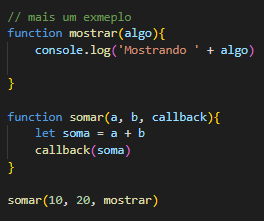 // mais um exmeplo
function mostrar(algo){
    console.log('Mostrando ' + algo)
}
function somar(a, b, callback){
    let soma = a + b
    callback(soma)
}
somar(10, 20, mostrar)